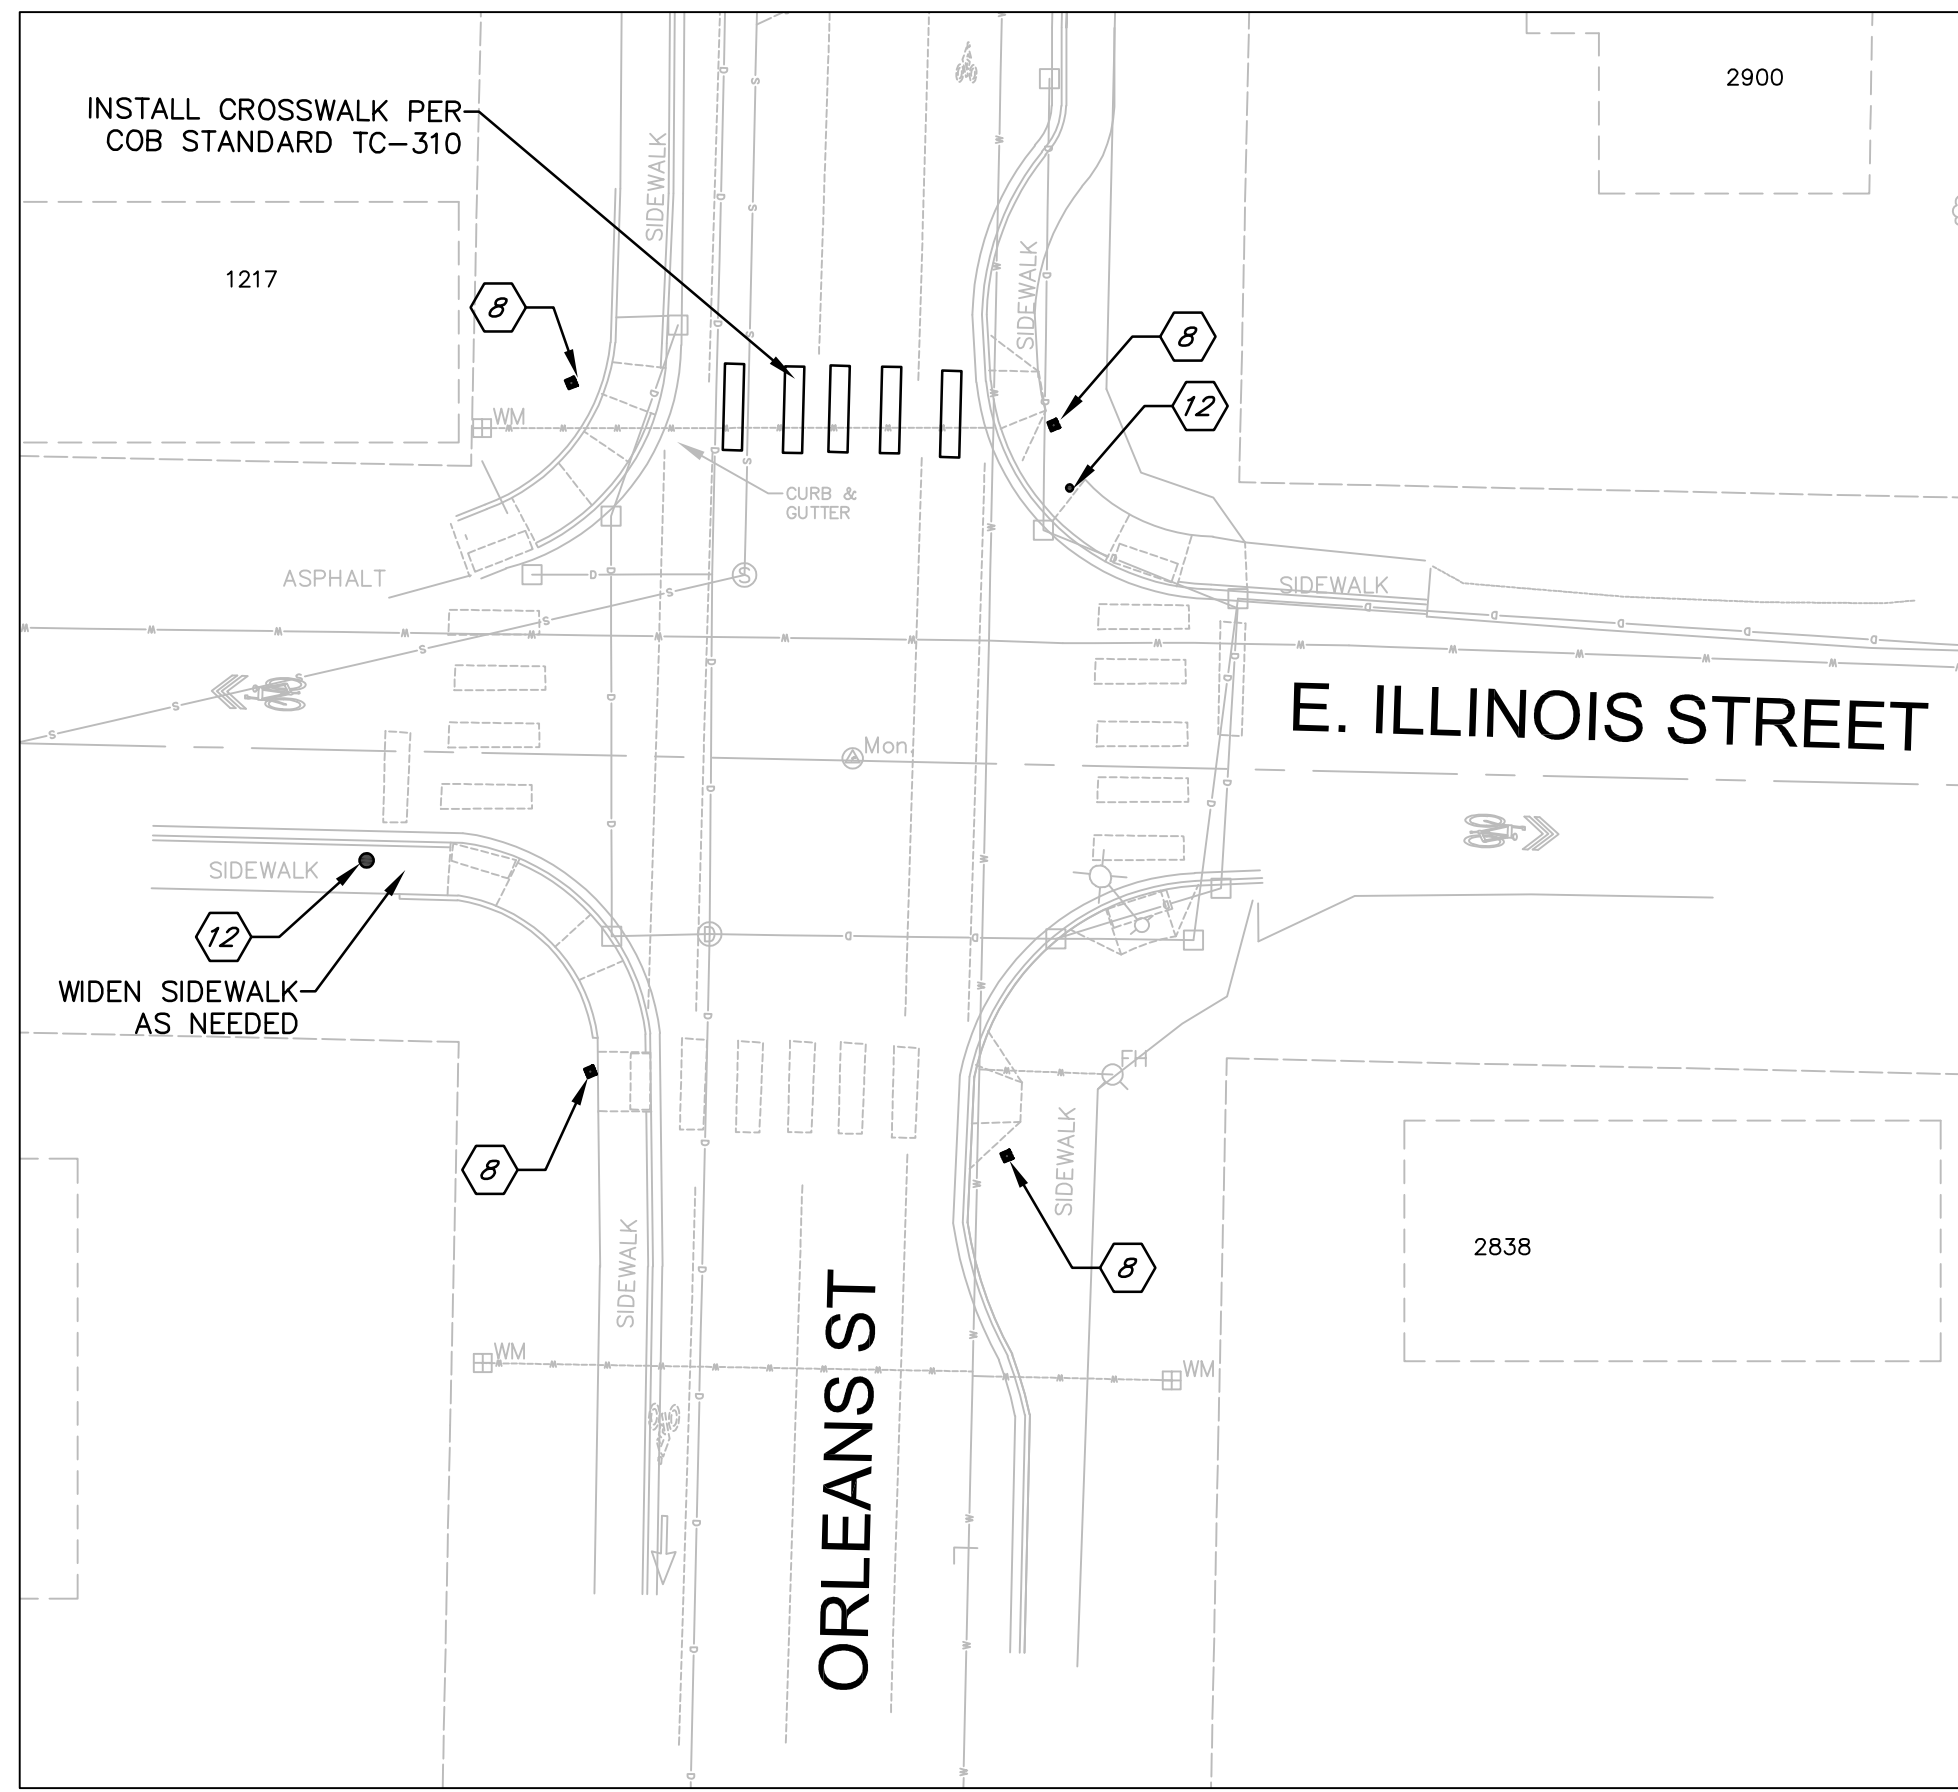 2900
INSTALL CROSSWALK PER
COB STANDARD TC-310
SIDEWALK
1217
SIDEWALK
8
8
12
WM
CURB &
GUTTER
ASPHALT
S
SIDEWALK
E. ILLINOIS STREET
Mon
SIDEWALK
12
D
WIDEN SIDEWALK
AS NEEDED
FH
8
SIDEWALK
SIDEWALK
8
2838
ORLEANS ST
WM
WM